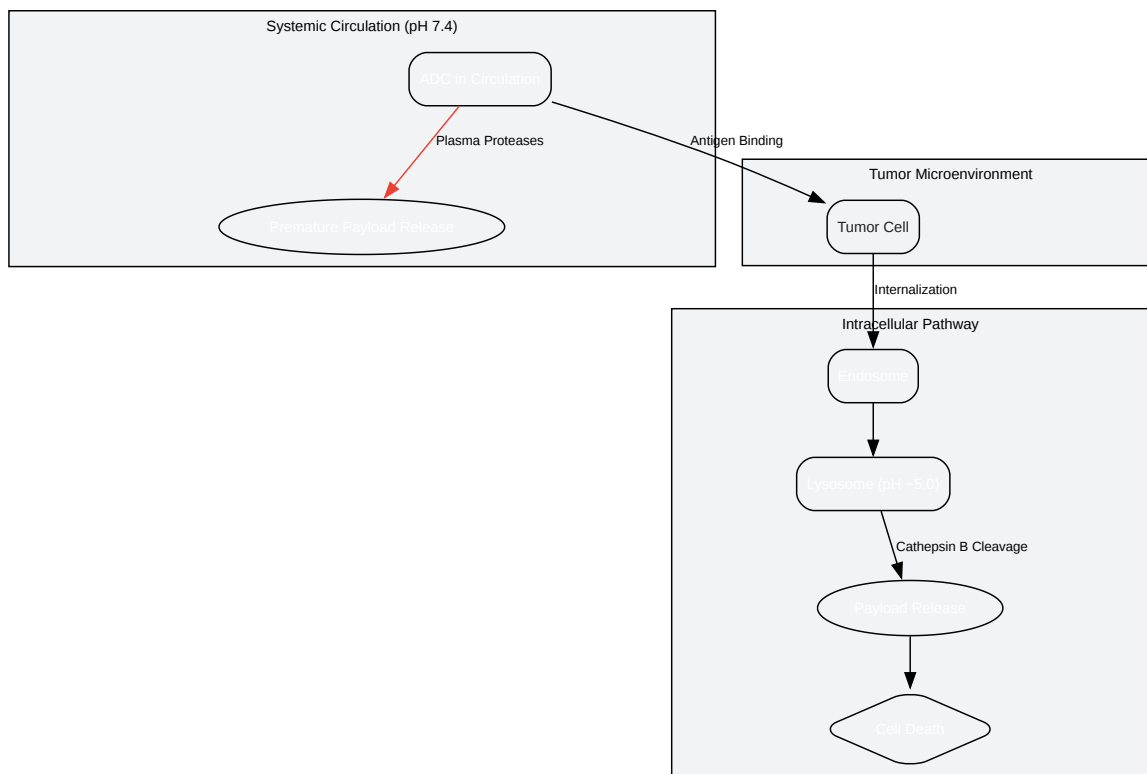 Systemic Circulation (pH 7.4)
ADC in Circulation
Plasma Proteases
Antigen Binding
Premature Payload Release
Tumor Microenvironment
Tumor Cell
Internalization
Intracellular Pathway
Endosome
Lysosome (pH ~5.0)
Cathepsin B Cleavage
Payload Release
Cell Death